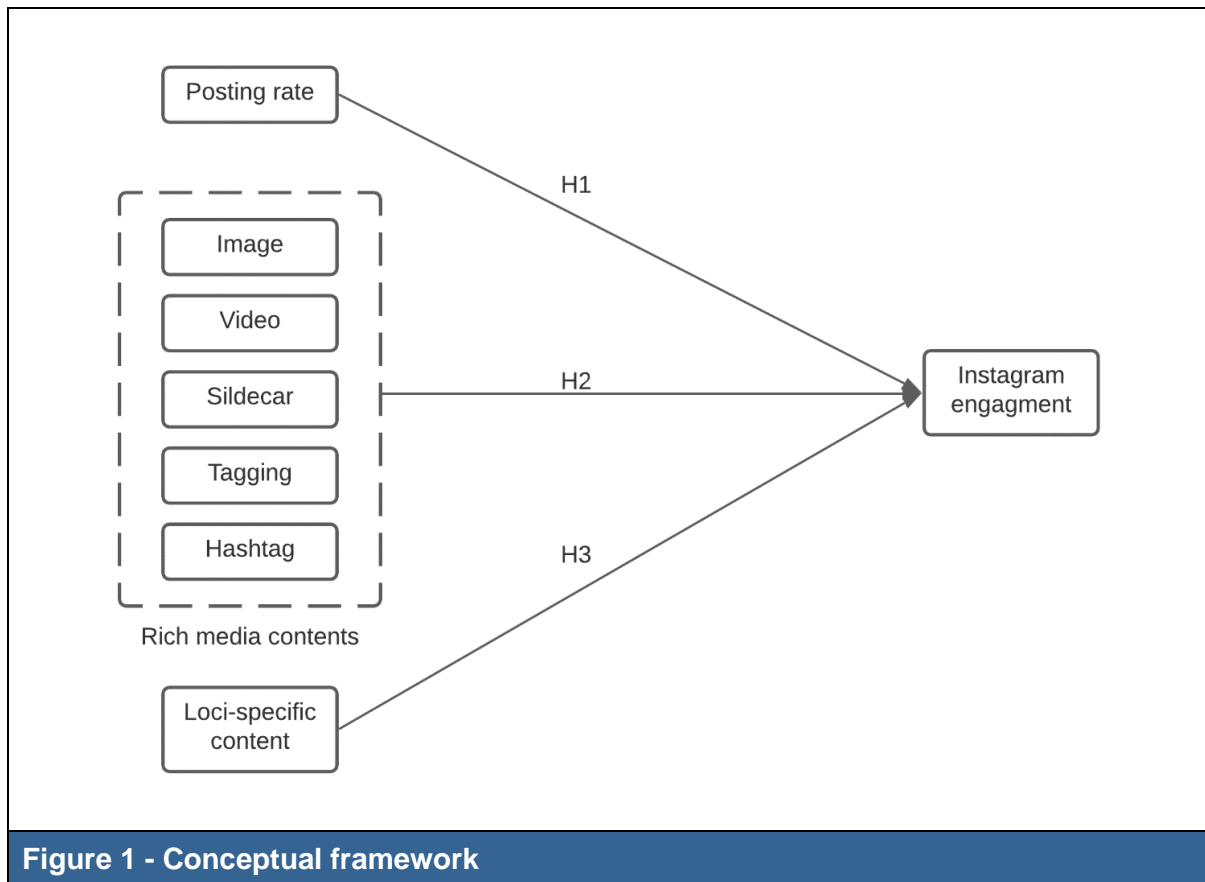 Posting rate
H1
Image
Video
Sildecar
Tagging
Hashtag
Rich media contents
H2
Instagram
engagment
H3
Loci-specific
content
Figure 1 - Conceptual framework